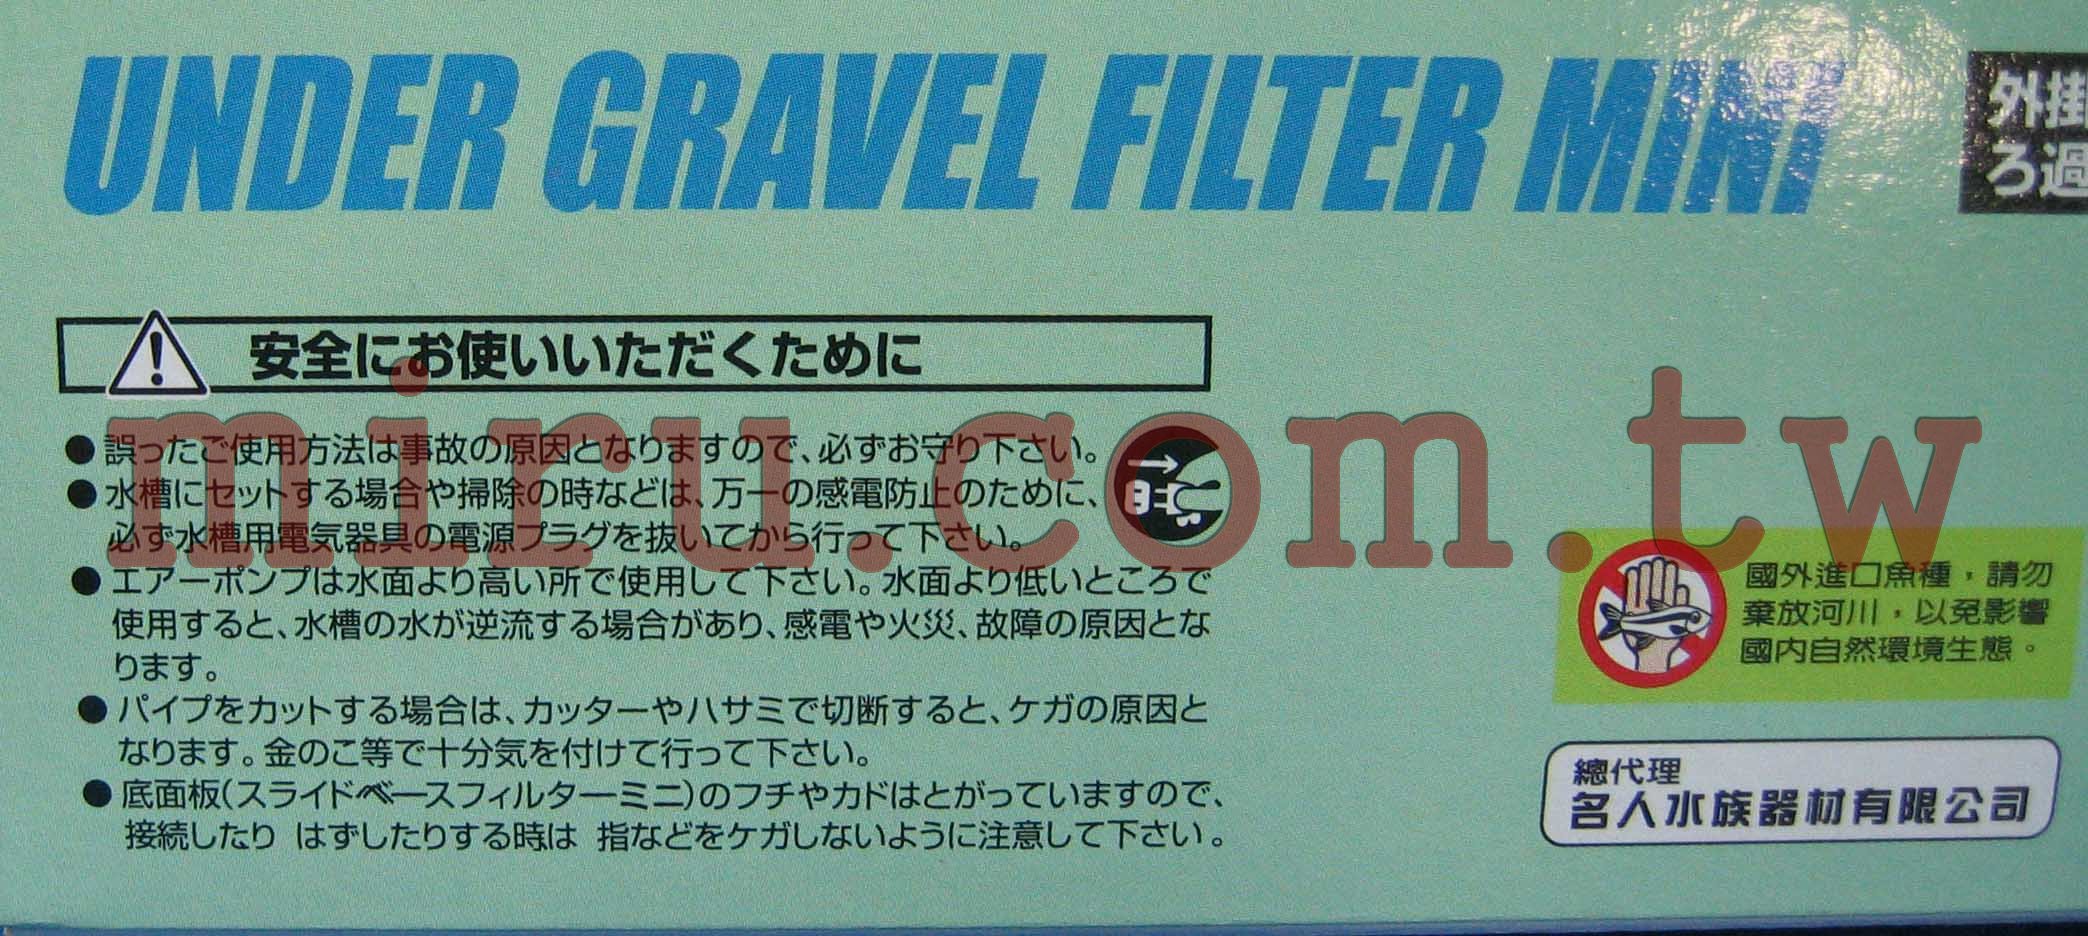 UNDER GRAVEL FILTER MINI
外掛
ろ過
安全にお使いいただくために
●誤ったご使用方法は事故の原因となりますので、必ずお守り下さい。
●水槽にセットする場合や掃除の時などは、万一の感電防止のために、
必ず水槽用電気器具の電源プラグを抜いてから行って下さい。
●エアーポンプは水面より高い所で使用して下さい。水面より低いところで
使用すると、水槽の水が逆流する場合があり、感電や火災、故障の原因とな
ります。
●パイプをカットする場合は、カッターやハサミで切断すると、ケガの原因と
なります。金のこ等で十分気を付けて行って下さい。
●底面板(スライドベースフィルターミニ)のフチやカドはとがっていますので、
接続したり はずしたりする時は 指などをケガしないように注意して下さい。
miru.com.tw
國外進口魚種，請勿
棄放河川，以免影響
國內自然環境生態。
總代理
名人水族器材有限公司